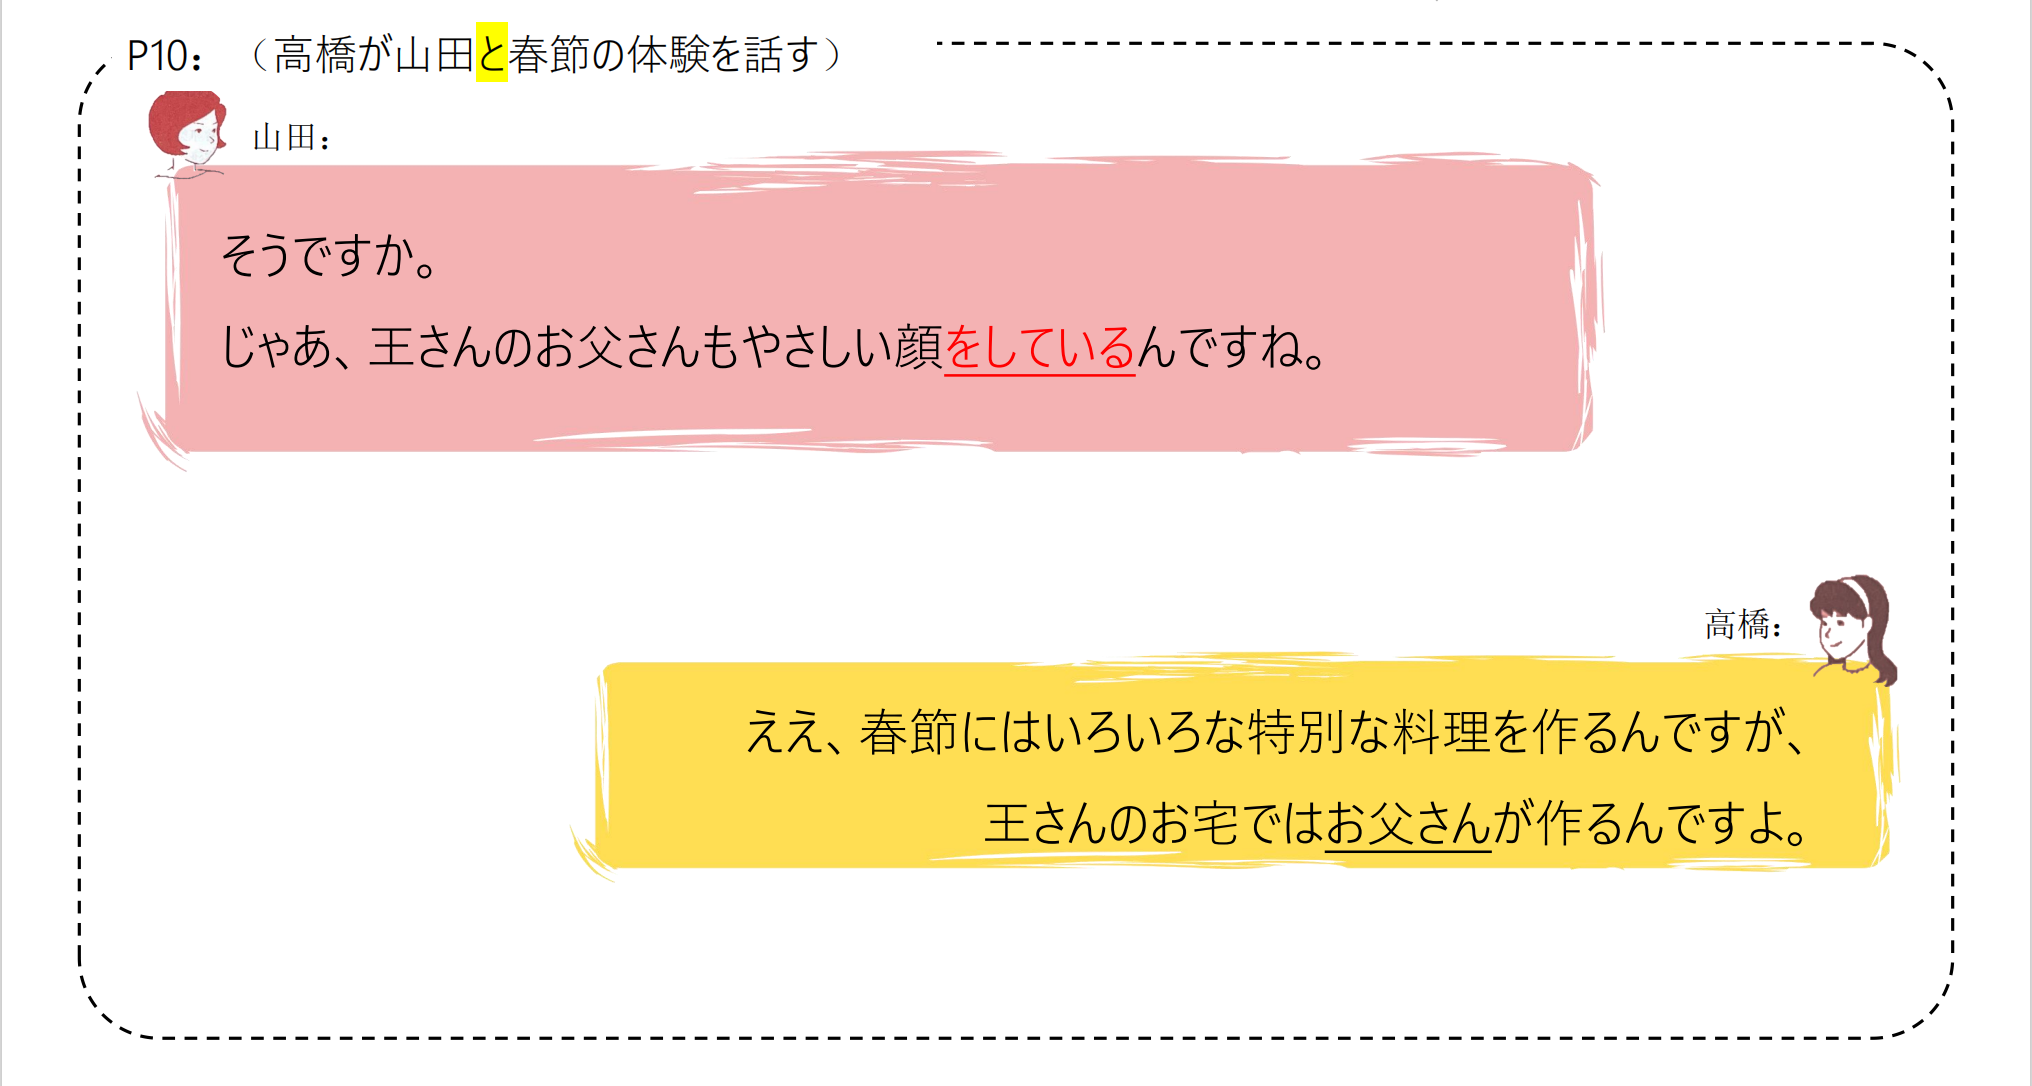 P10：（高橋が山田と春節の体験を話す）
山田：
そうですか。
じゃあ、王さんのお父さんもやさしい顔をしているんですね。
高橋：
ええ、春節にはいろいろな特別な料理を作るんですが、
王さんのお宅ではお父さんが作るんですよ。